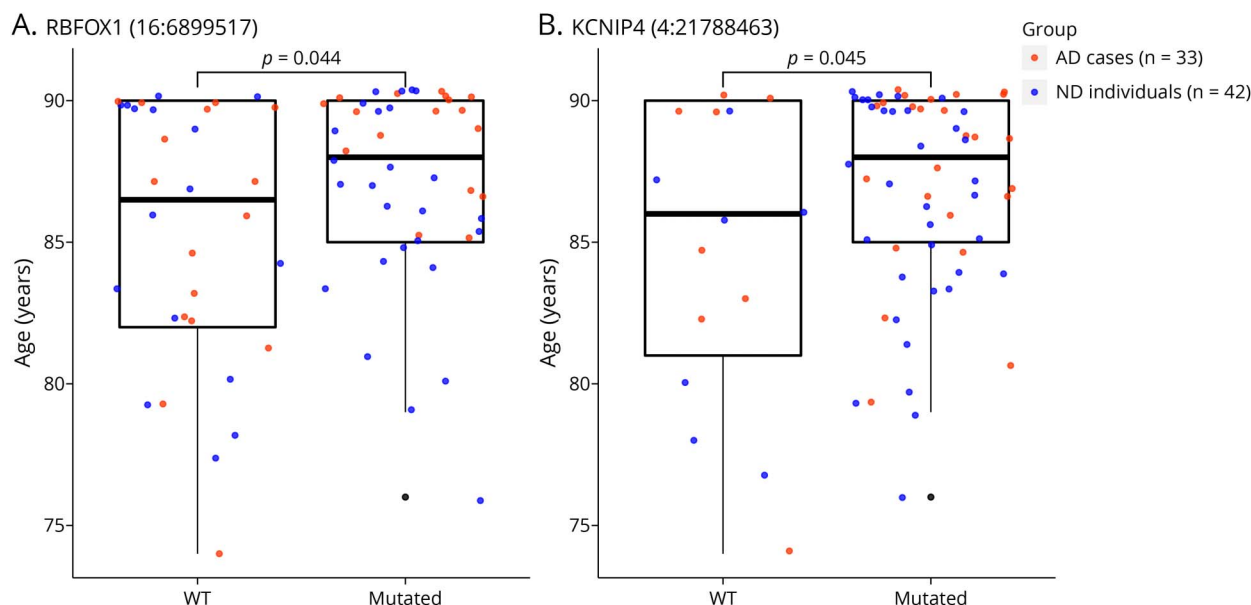 A. RBFOX1 (16:6899517)
p = 0.044
90
85
80
75
Age (years)
WT
Mutated
B. KCNIP4 (4:21788463)
p = 0.045
90
85
80
75
Age (years)
WT
Mutated
Group
AD cases (n = 33)
ND individuals (n = 42)